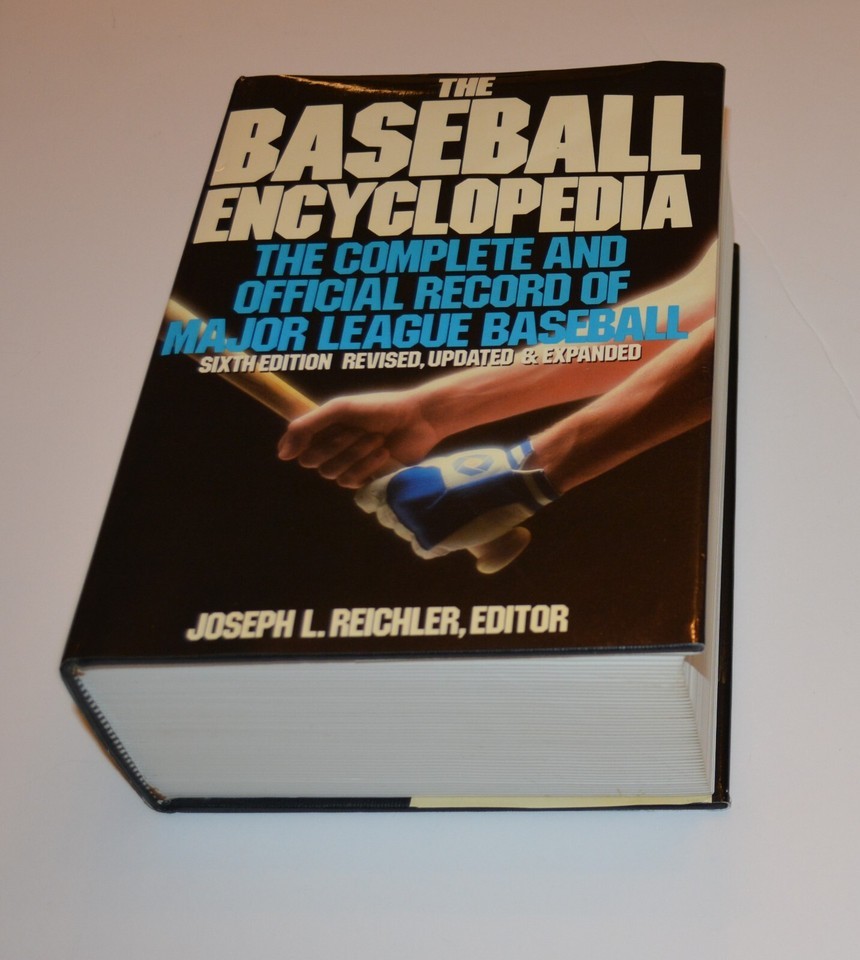 THE
BASEBALL
ENCYCLOPEDIA
THE COMPLETE AND
OFFICIAL RECORD OF
MAJOR LEAGUE BASEBALL
SIXTH EDITION REVISED, UPDATED & EXPANDED
JOSEPH L. REICHLER, EDITOR